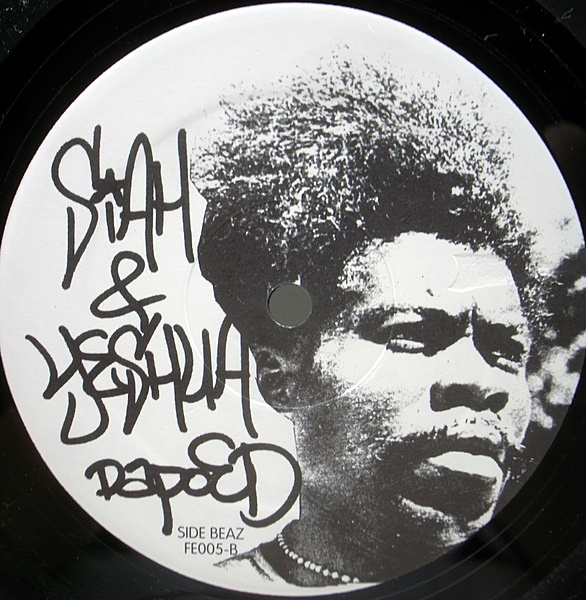 SiAH
&
YESHUA
DapoED
SIDE BEAZ
FE005-B